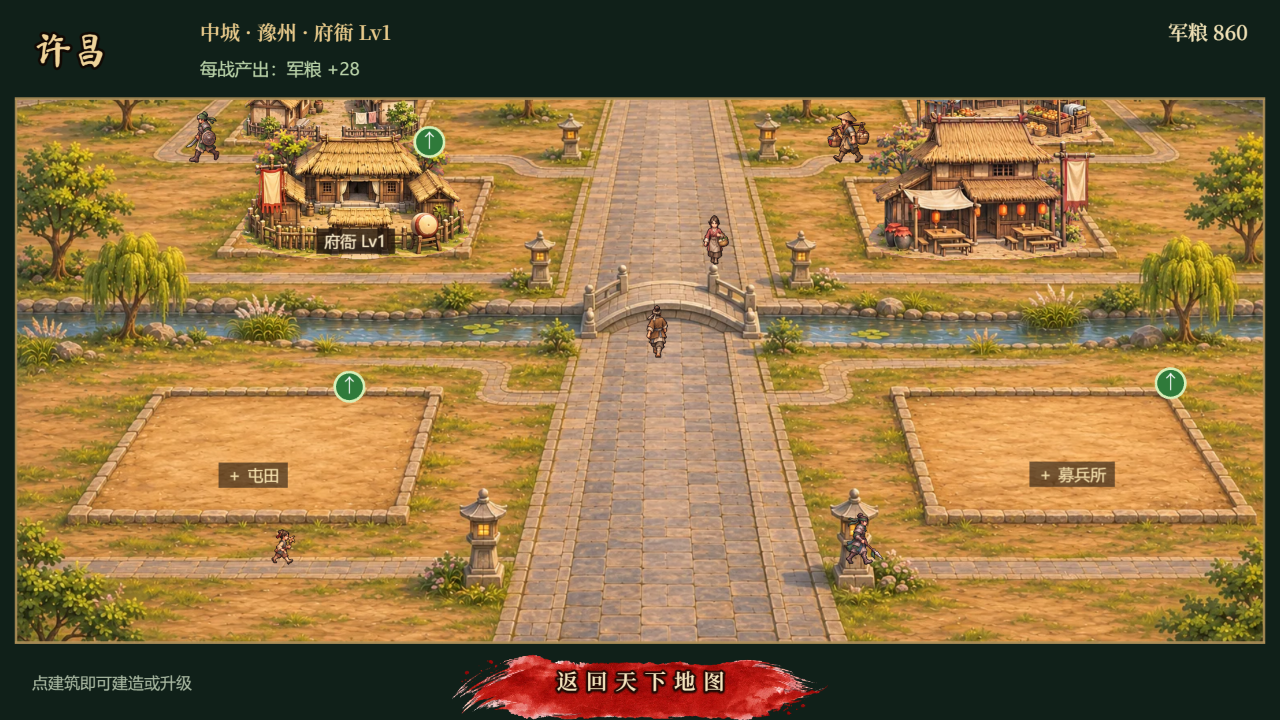 许昌
中城 · 豫州 · 府衙 Lv1
每战产出：军粮 +28
军粮 860
府衙 Lv1
+ 屯田
+ 募兵所
点建筑即可建造或升级
返回天下地图